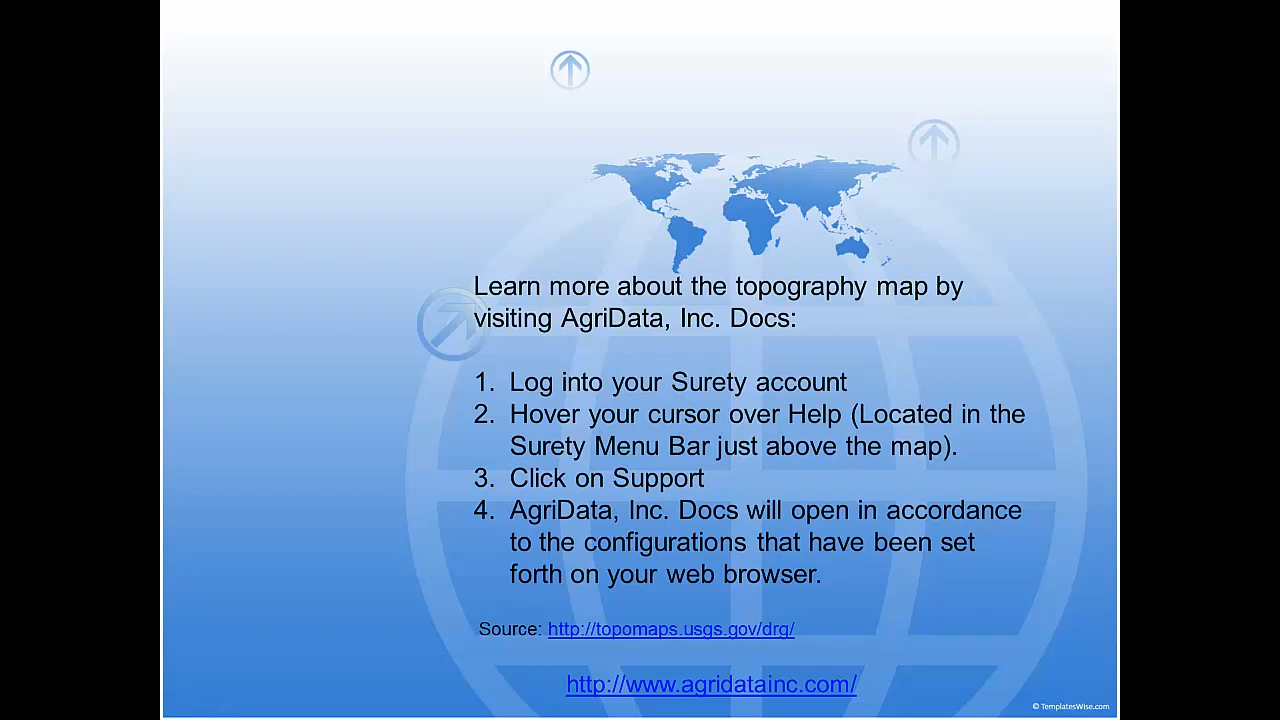 Learn more about the topography map by
visiting AgriData, Inc. Docs:
1. Log into your Surety account
2. Hover your cursor over Help (Located in the
Surety Menu Bar just above the map).
3. Click on Support
4. AgriData, Inc. Docs will open in accordance
to the configurations that have been set
forth on your web browser.
Source: http://topomaps.usgs.gov/drg/
http://www.agridatainc.com/
© TemplatesWise.com